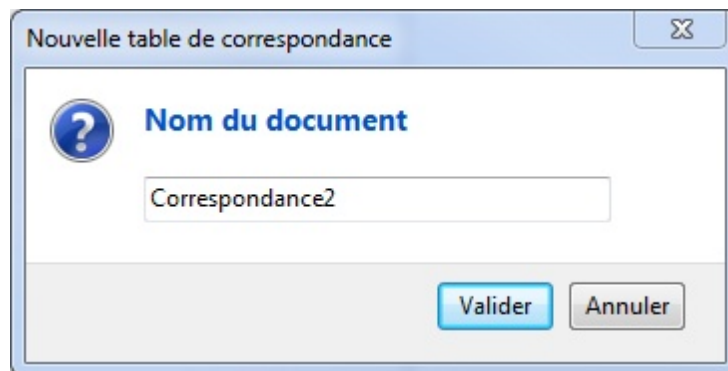 Nouvelle table de correspondance
Nom du document
Correspondance2
Valider Annuler